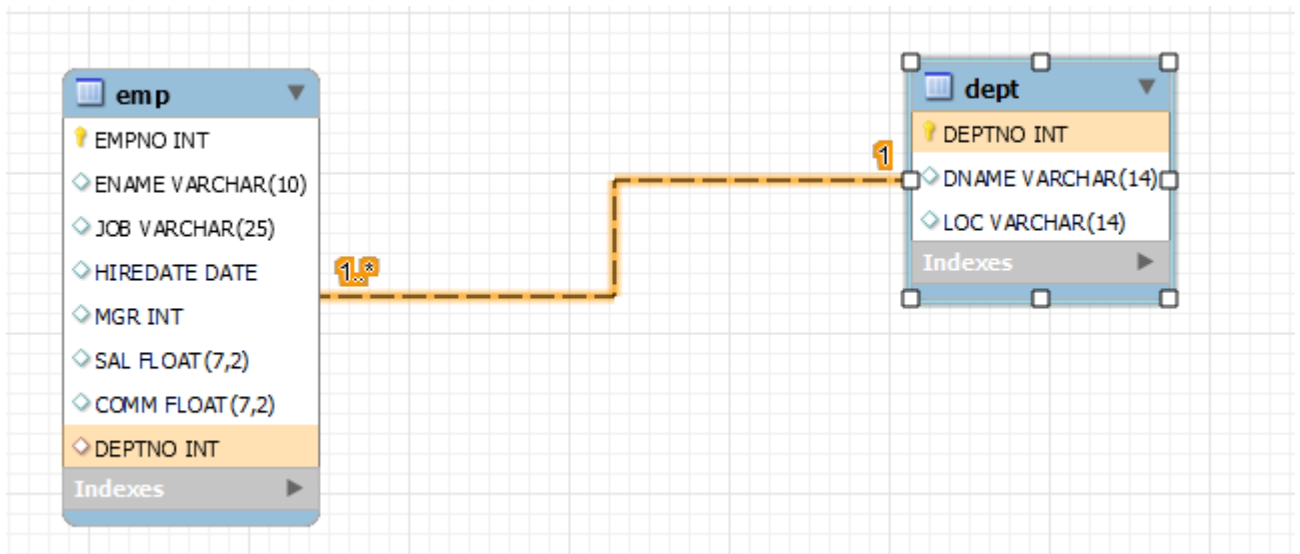 emp
EMPNO INT
ENAME VARCHAR(10)
JOB VARCHAR(25)
HIREDATE DATE
MGR INT
SAL FLOAT(7,2)
COMM FLOAT(7,2)
DEPTNO INT
Indexes
1..*
1
dept
DEPTNO INT
DNAME VARCHAR(14)
LOC VARCHAR(14)
Indexes